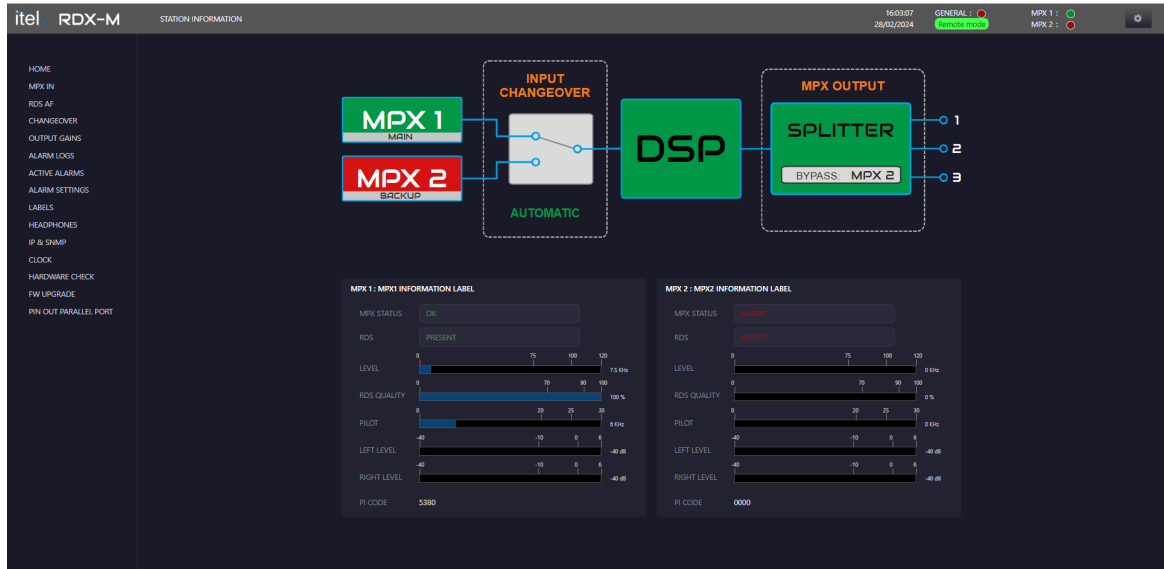 itel RDX-M STATION INFORMATION 16:03:07 GENERAL : MPX 1 :
28/02/2024 Remote mode MPX 2 :
HOME
MPX IN
RDS AF
CHANGEOVER
OUTPUT GAINS
ALARM LOGS
ACTIVE ALARMS
ALARM SETTINGS
LABELS
HEADPHONES
IP & SNMP
CLOCK
HARDWARE CHECK
FW UPGRADE
PIN OUT PARALLEL PORT
MPX 1
MAIN
MPX 2
BACKUP
INPUT
CHANGEOVER
AUTOMATIC
DSP
MPX OUTPUT
SPLITTER
BYPASS: MPX 2
1
2
3
MPX 1 : MPX1 INFORMATION LABEL
MPX STATUS OK
RDS PRESENT
0 75 100 120
LEVEL 7.5 KHz
0 70 90 100
RDS QUALITY 100 %
0 20 25 30
PILOT 6 KHz
-40 -10 0 6
LEFT LEVEL -40 dB
-40 -10 0 6
RIGHT LEVEL -40 dB
PI CODE 5380
MPX 2 : MPX2 INFORMATION LABEL
MPX STATUS ALARM
RDS ABSENT
0 75 100 120
LEVEL 0 KHz
0 70 90 100
RDS QUALITY 0 %
0 20 25 30
PILOT 0 KHz
-40 -10 0 6
LEFT LEVEL -40 dB
-40 -10 0 6
RIGHT LEVEL -40 dB
PI CODE 0000